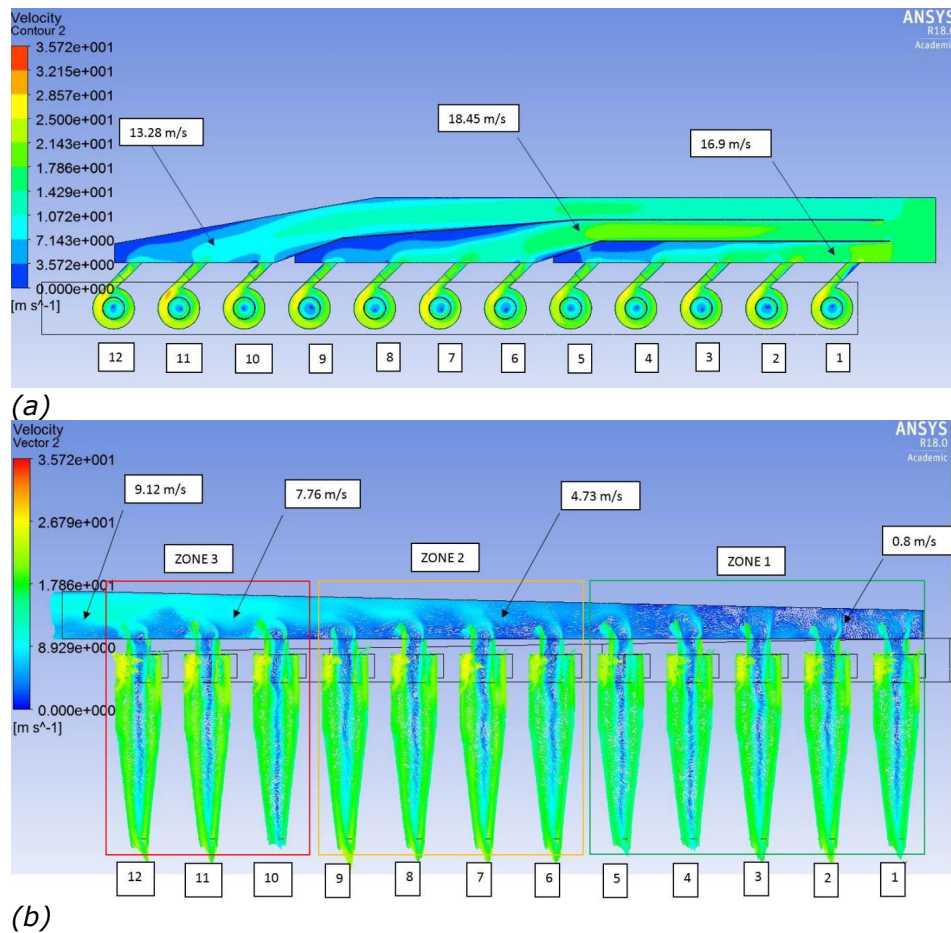 Velocity
Contour 2
ANSYS
R18.0
Academic
3.572e+001
3.215e+001
2.857e+001
2.500e+001
2.143e+001
1.786e+001
1.429e+001
1.072e+001
7.143e+000
3.572e+000
0.000e+000
[m s^-1]
13.28 m/s
18.45 m/s
16.9 m/s
12 11 10 9 8 7 6 5 4 3 2 1
(a)
Velocity
Vector 2
ANSYS
R18.0
Academic
3.572e+001
2.679e+001
1.786e+001
8.929e+000
0.000e+000
[m s^-1]
9.12 m/s
7.76 m/s
4.73 m/s
0.8 m/s
ZONE 3
ZONE 2
ZONE 1
12 11 10 9 8 7 6 5 4 3 2 1
(b)